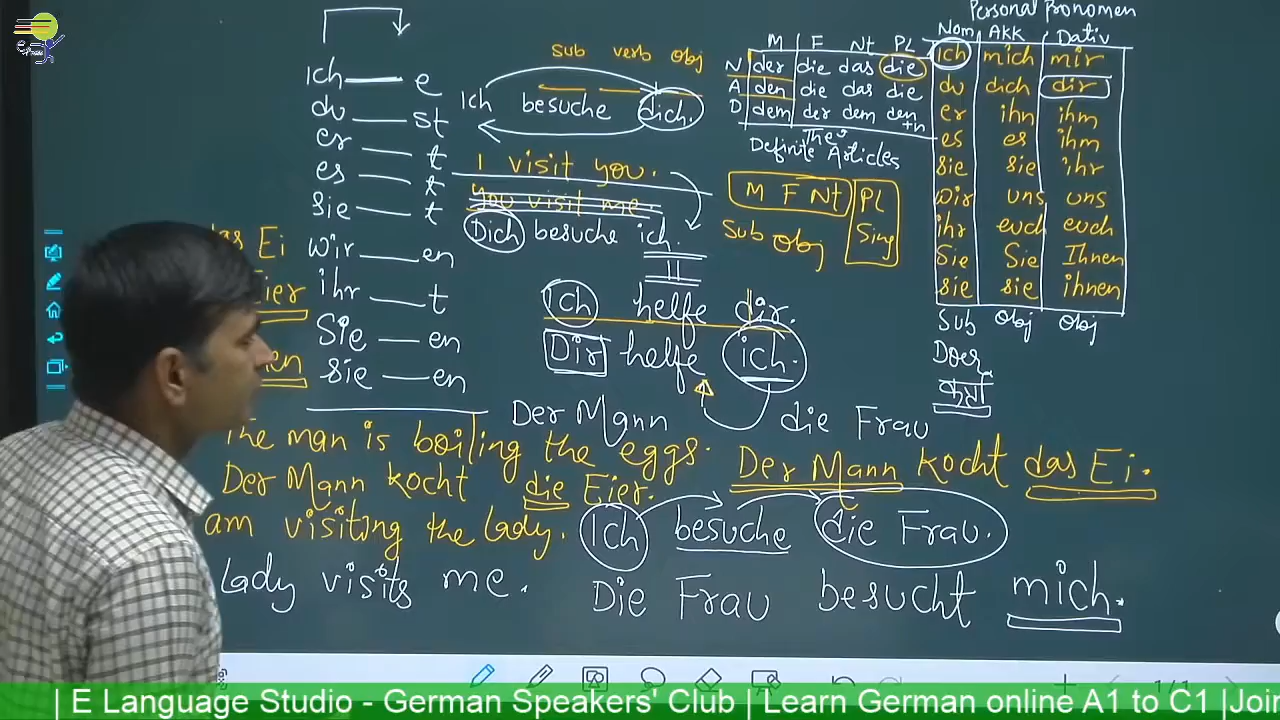 Ich e
du st
er t
es t
sie t
wir en
ihr t
Sie en
sie en
das Ei
sub verb obj
Ich besuche dich.
I visit you.
You visit me.
Dich besuche ich.
Ich helfe dir.
Dir helfe ich.
M F Nt PL
N der die das die
A den die das die
D dem der dem den
+n
The
Definite Articles
M F Nt PL
Sub Obj Sing
Personal Pronomen
Nom AKK Dativ
Ich mich mir
du dich dir
er ihn ihm
es es ihm
sie sie ihr
wir uns uns
ihr euch euch
Sie Sie Ihnen
sie sie ihnen
Sub Obj Obj
Doer
कर्ता
Der Mann die Frau
The man is boiling the eggs.
Der Mann kocht das Ei.
Der Mann kocht die Eier.
am visiting the lady.
Ich besuche die Frau.
lady visits me.
Die Frau besucht mich.
| E Language Studio - German Speakers' Club | Learn German online A1 to C1 |Joi